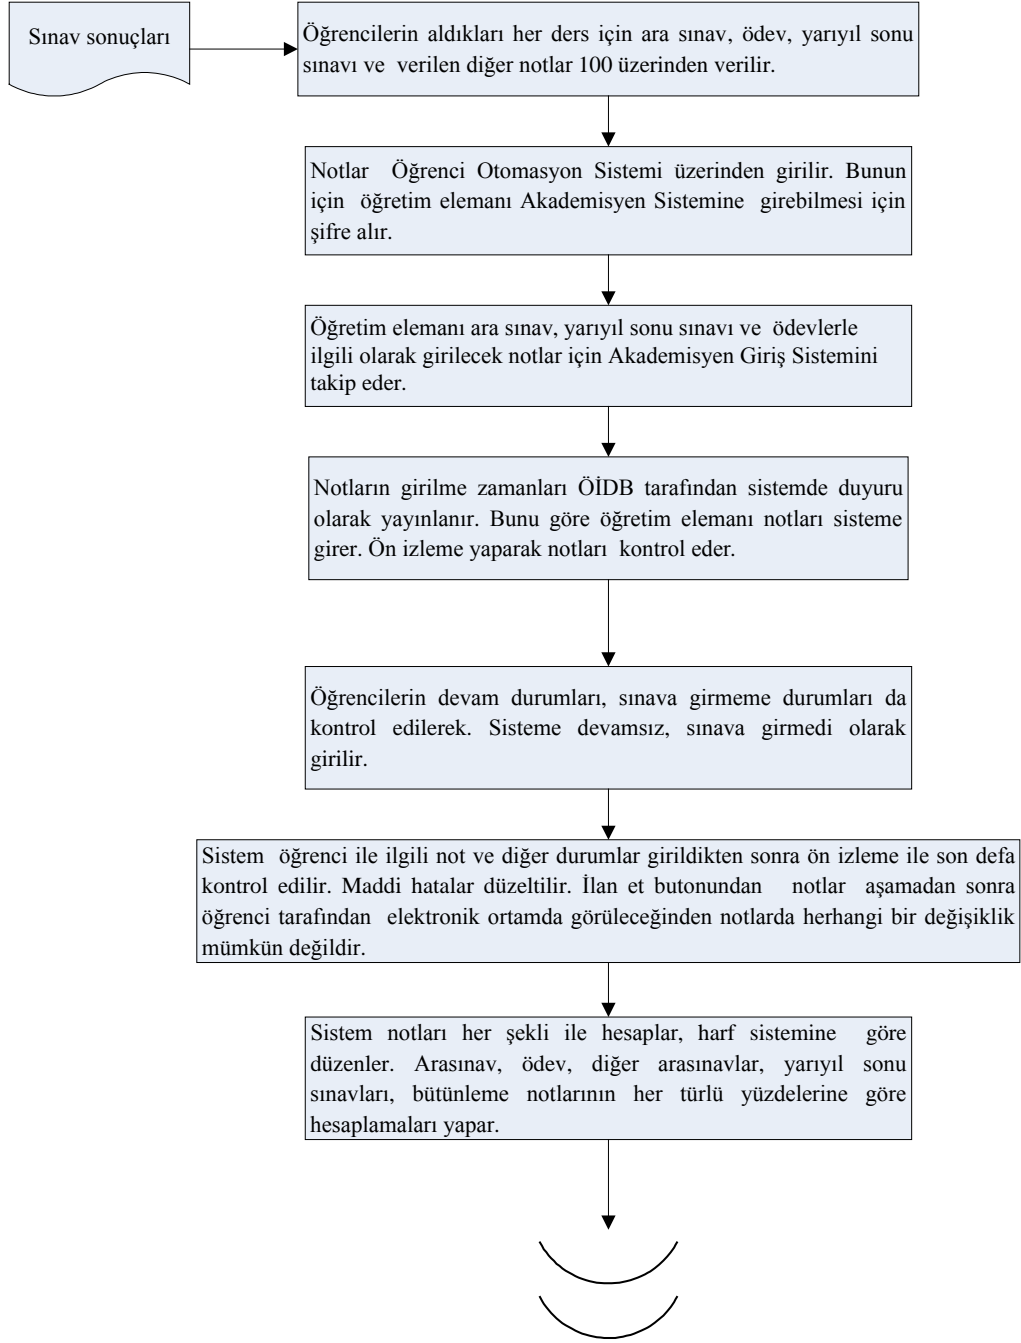 Sınav sonuçları
Öğrencilerin aldıkları her ders için ara sınav, ödev, yarıyıl sonu
sınavı ve verilen diğer notlar 100 üzerinden verilir.
Notlar Öğrenci Otomasyon Sistemi üzerinden girilir. Bunun
için öğretim elemanı Akademisyen Sistemine girebilmesi için
şifre alır.
Öğretim elemanı ara sınav, yarıyıl sonu sınavı ve ödevlerle
ilgili olarak girilecek notlar için Akademisyen Giriş Sistemini
takip eder.
Notların girilme zamanları ÖİDB tarafından sistemde duyuru
olarak yayınlanır. Bunu göre öğretim elemanı notları sisteme
girer. Ön izleme yaparak notları kontrol eder.
Öğrencilerin devam durumları, sınava girmeme durumları da
kontrol edilerek. Sisteme devamsız, sınava girmedi olarak
girilir.
Sistem öğrenci ile ilgili not ve diğer durumlar girildikten sonra ön izleme ile son defa
kontrol edilir. Maddi hatalar düzeltilir. İlan et butonundan notlar aşamadan sonra
öğrenci tarafından elektronik ortamda görüleceğinden notlarda herhangi bir değişiklik
mümkün değildir.
Sistem notları her şekli ile hesaplar, harf sistemine göre
düzenler. Arasınav, ödev, diğer arasınavlar, yarıyıl sonu
sınavları, bütünleme notlarının her türlü yüzdelerine göre
hesaplamaları yapar.